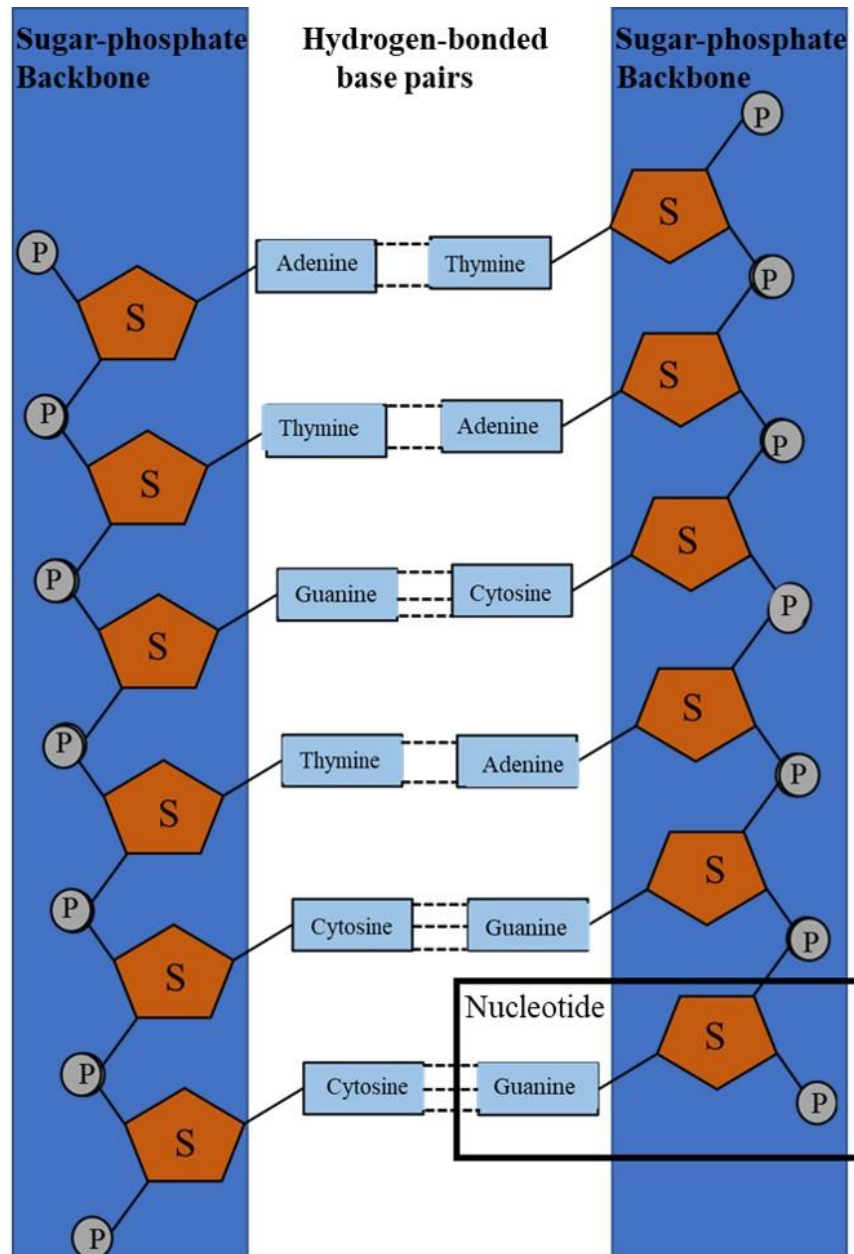 Sugar-phosphate
Backbone
Hydrogen-bonded
base pairs
Sugar-phosphate
Backbone
P
S
P
Adenine
Thymine
P
S
S
P
Thymine
Adenine
P
S
S
P
Guanine
Cytosine
P
S
S
P
Thymine
Adenine
P
S
S
P
Cytosine
Guanine
P
S
Nucleotide
S
P
Cytosine
Guanine
P
S
P